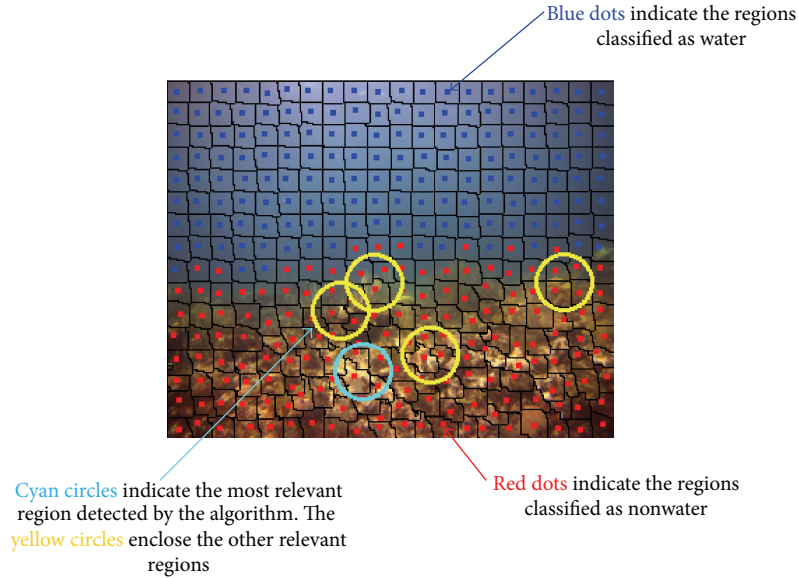 Blue dots indicate the regions
classified as water
Cyan circles indicate the most relevant
region detected by the algorithm. The
yellow circles enclose the other relevant
regions
Red dots indicate the regions
classified as nonwater